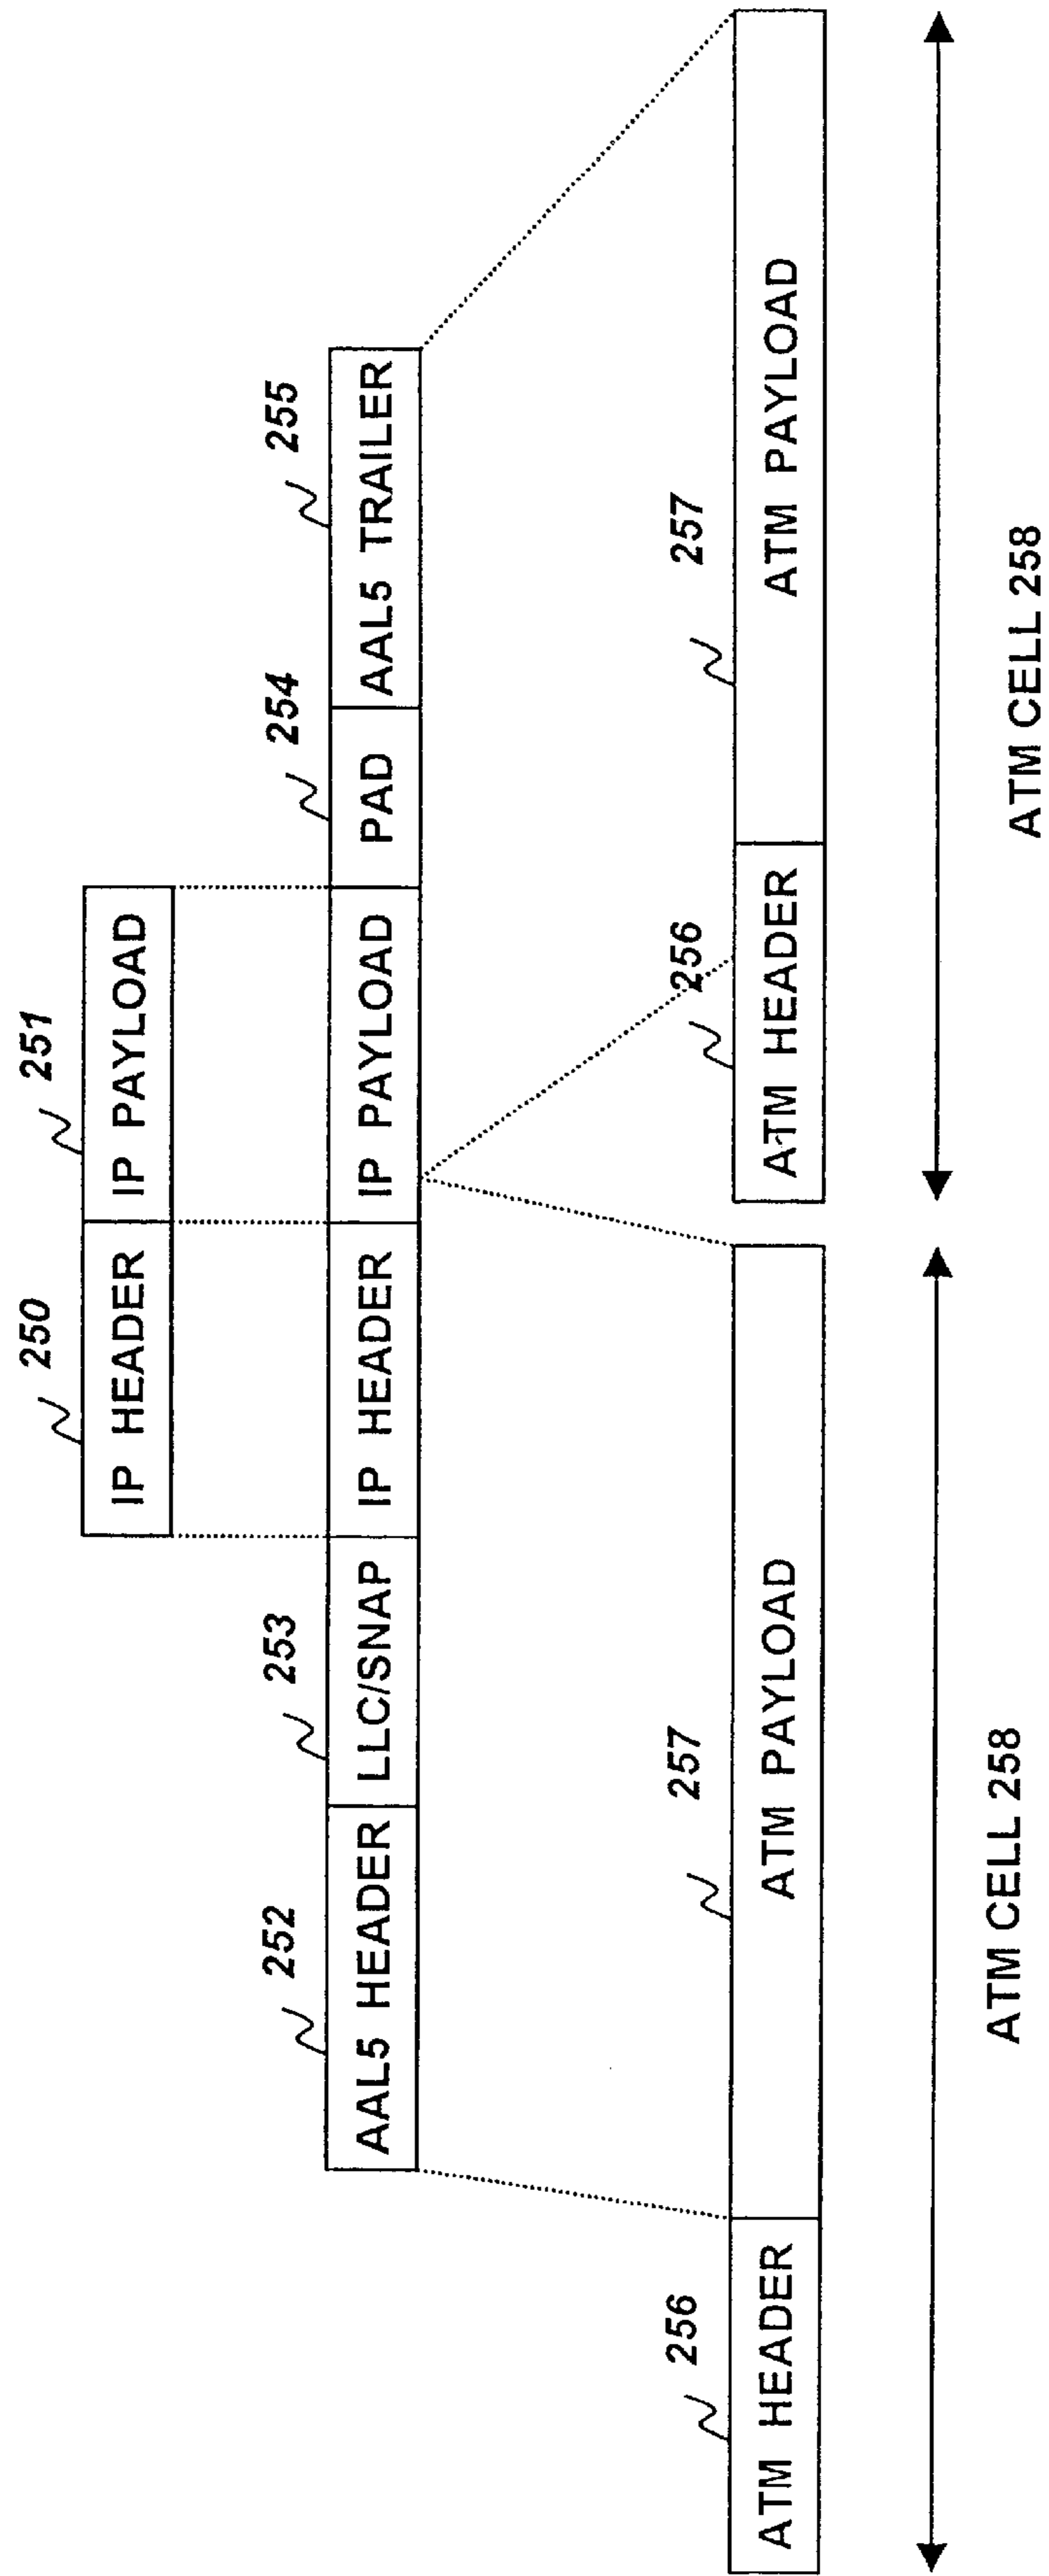 250
251
IP HEADER
IP PAYLOAD
252
253
254
255
AAL5 HEADER
LLC/SNAP
IP HEADER
IP PAYLOAD
PAD
AAL5 TRAILER
256
257
256
257
ATM HEADER
ATM PAYLOAD
ATM HEADER
ATM PAYLOAD
ATM CELL 258
ATM CELL 258